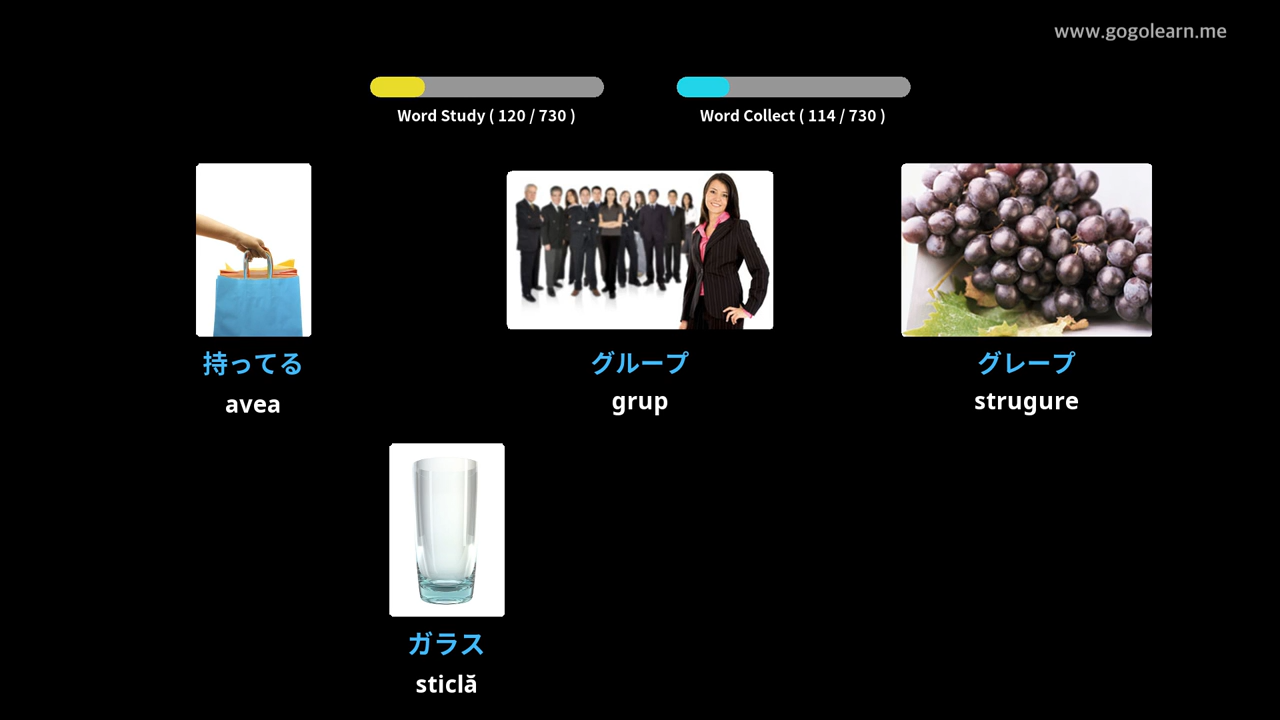 www.gogolearn.me
Word Study ( 120 / 730 )
Word Collect ( 114 / 730 )
持ってる
avea
グループ
grup
グレープ
strugure
ガラス
sticlă